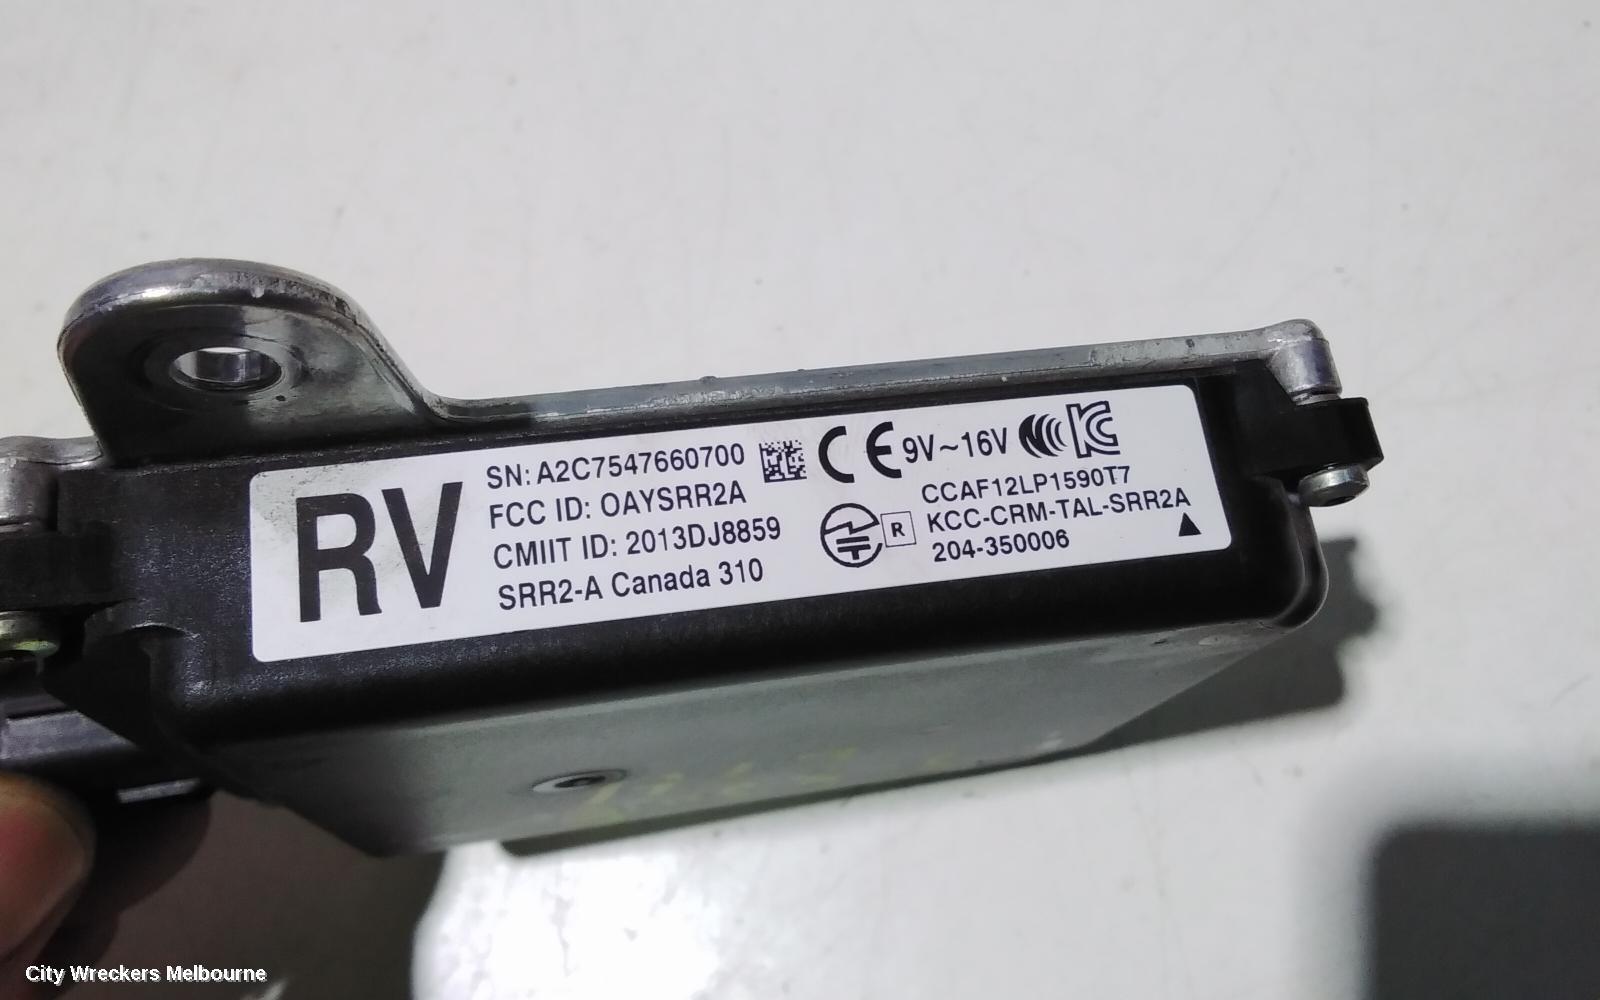 RV
SN: A2C7547660700
FCC ID: OAYSRR2A
CMIIT ID: 2013DJ8859
SRR2-A Canada 310
CE 9V~16V
CCAF12LP1590T7
R KCC-CRM-TAL-SRR2A
204-350006
City Wreckers Melbourne